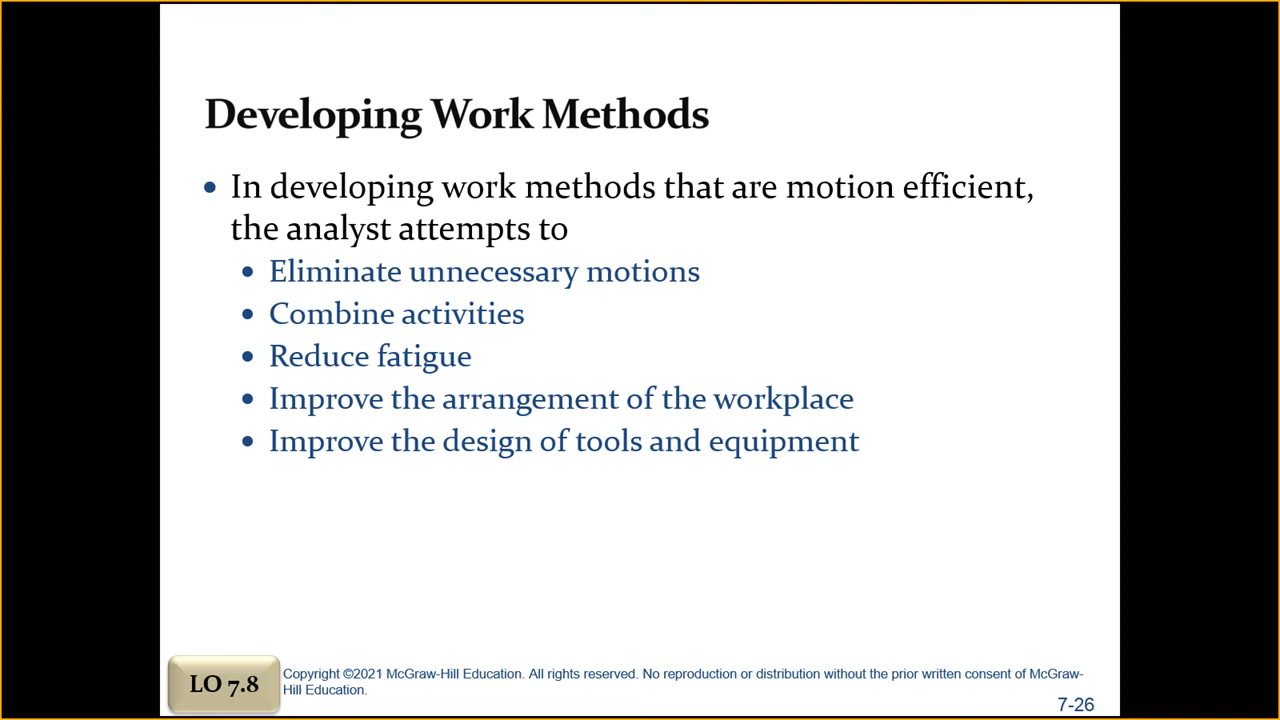 Developing Work Methods
• In developing work methods that are motion efficient,
the analyst attempts to
• Eliminate unnecessary motions
• Combine activities
• Reduce fatigue
• Improve the arrangement of the workplace
• Improve the design of tools and equipment
LO 7.8
Copyright ©2021 McGraw-Hill Education. All rights reserved. No reproduction or distribution without the prior written consent of McGraw-
Hill Education.
7-26